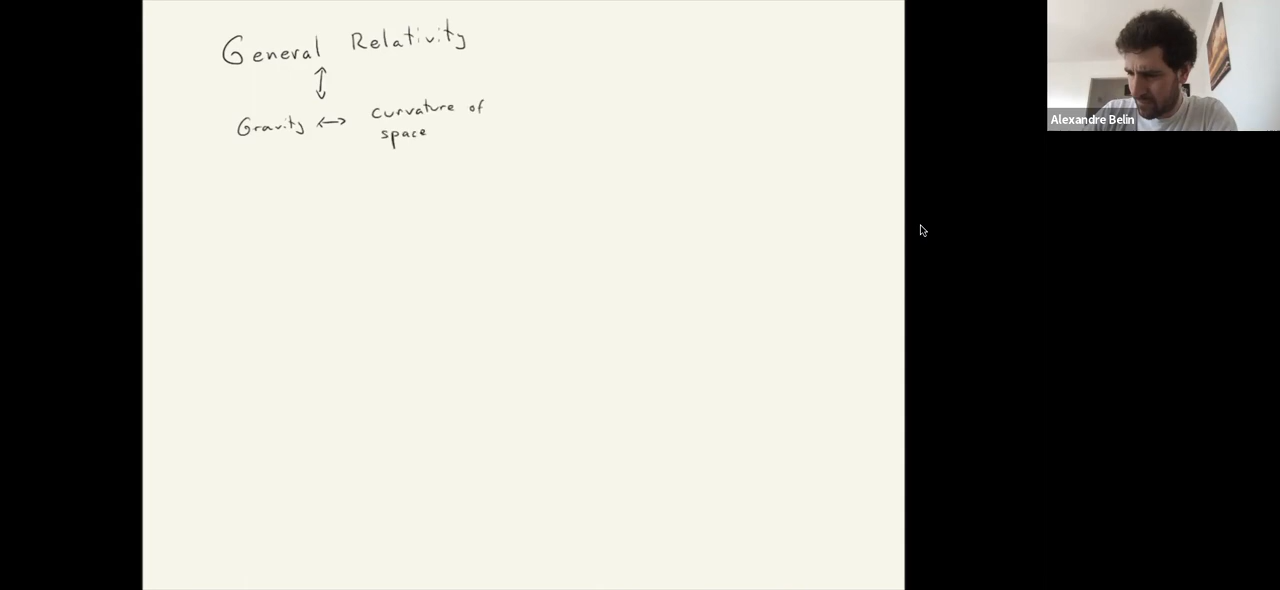 General Relativity
↕
Gravity ↔ curvature of
space
Alexandre Belin